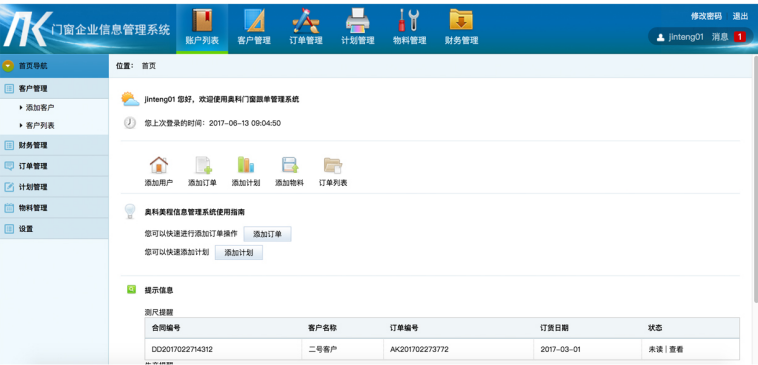 AK 门窗企业信息管理系统
账户列表 客户管理 订单管理 计划管理 物料管理 财务管理
修改密码 退出
jinteng01 消息 1
首页导航
位置： 首页
客户管理
添加客户
客户列表
财务管理
订单管理
计划管理
物料管理
设置
jinteng01 您好，欢迎使用奥科门窗跟单管理系统
您上次登录的时间：2017-06-13 09:04:50
添加用户 添加订单 添加计划 添加物料 订单列表
奥科美程信息管理系统使用指南
您可以快速进行添加订单操作 添加订单
您可以快速添加计划 添加计划
提示信息
测尺提醒
合同编号 客户名称 订单编号 订货日期 状态
DD2017022714312 二号客户 AK201702273772 2017-03-01 未读 | 查看